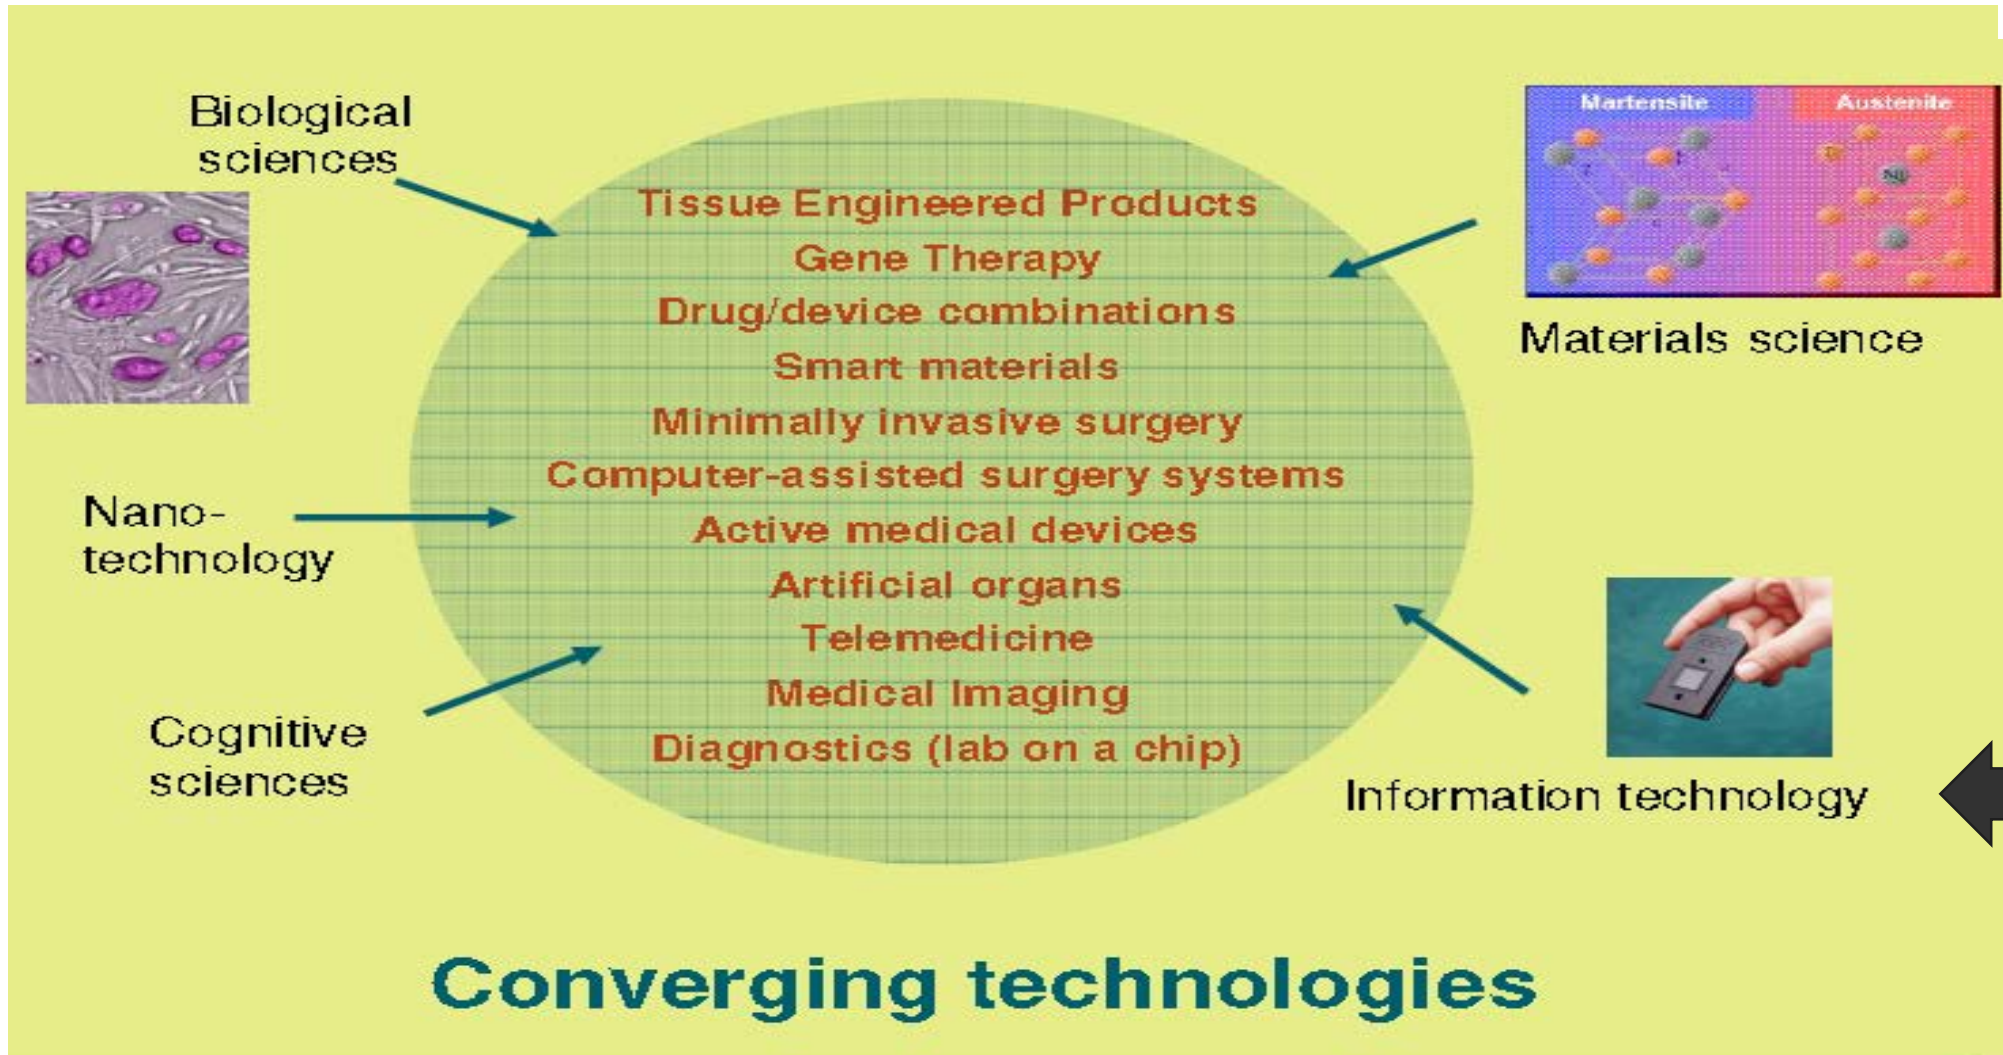 Biological
sciences
Martensite
Austenite
Tissue Engineered Products
Gene Therapy
Drug/device combinations
Smart materials
Minimally invasive surgery
Computer-assisted surgery systems
Active medical devices
Artificial organs
Telemedicine
Medical Imaging
Diagnostics (lab on a chip)
Materials science
Nano-
technology
Cognitive
sciences
Information technology
Converging technologies